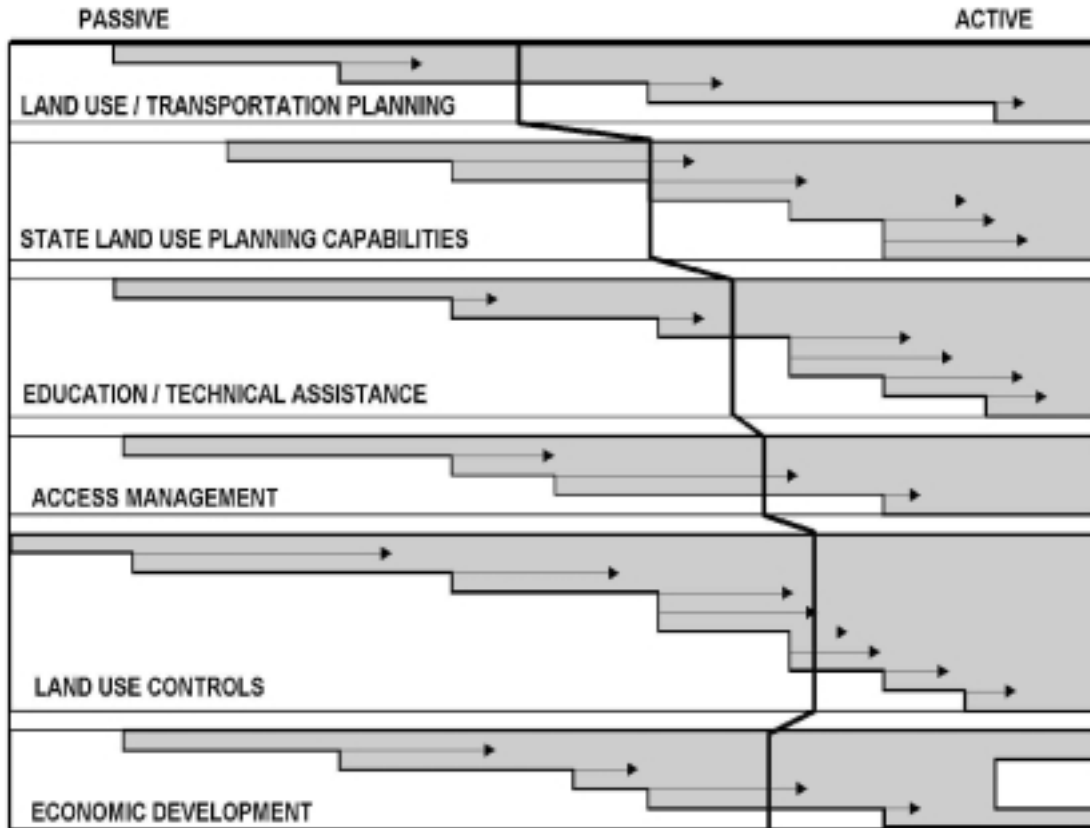 PASSIVE ACTIVE
LAND USE / TRANSPORTATION PLANNING
STATE LAND USE PLANNING CAPABILITIES
EDUCATION / TECHNICAL ASSISTANCE
ACCESS MANAGEMENT
LAND USE CONTROLS
ECONOMIC DEVELOPMENT